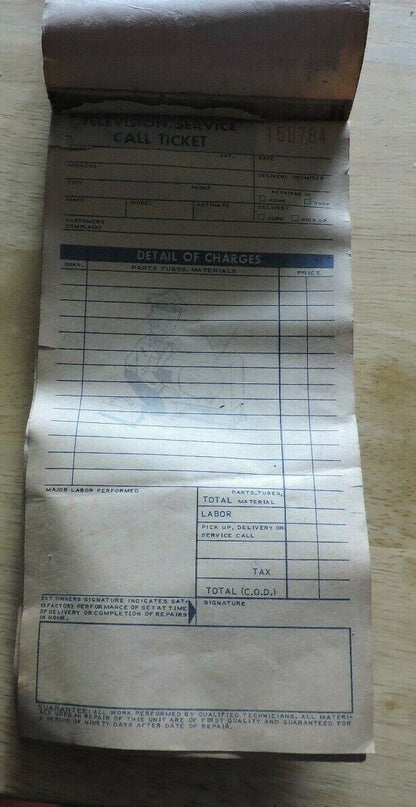 TELEVISION SERVICE
CALL TICKET
158784
APT.
DATE
ADDRESS
DELIVERY PROMISED
CITY
PHONE
REPAIRED IN
HOME SHOP
MAKE
MODEL
ESTIMATE
DELIVERY
OURS PICK UP
CUSTOMERS
COMPLAINT
DETAIL OF CHARGES
QUAN.
PARTS TUBES, MATERIALS
PRICE
MAJOR LABOR PERFORMED
PARTS, TUBES,
TOTAL MATERIAL
LABOR
PICK UP, DELIVERY OR
SERVICE CALL
TAX
TOTAL (C.O.D.)
SET OWNERS SIGNATURE INDICATES SAT-
ISFACTORY PERFORMANCE OF SET AT TIME
OF DELIVERY OR COMPLETION OF REPAIRS
IN HOME.
SIGNATURE
GUARANTEE: ALL WORK PERFORMED BY QUALIFIED TECHNICIANS. ALL MATERI-
ALS USED IN REPAIR OF THIS UNIT ARE OF FIRST QUALITY AND GUARANTEED FOR
A PERIOD OF NINETY DAYS AFTER DATE OF REPAIR.